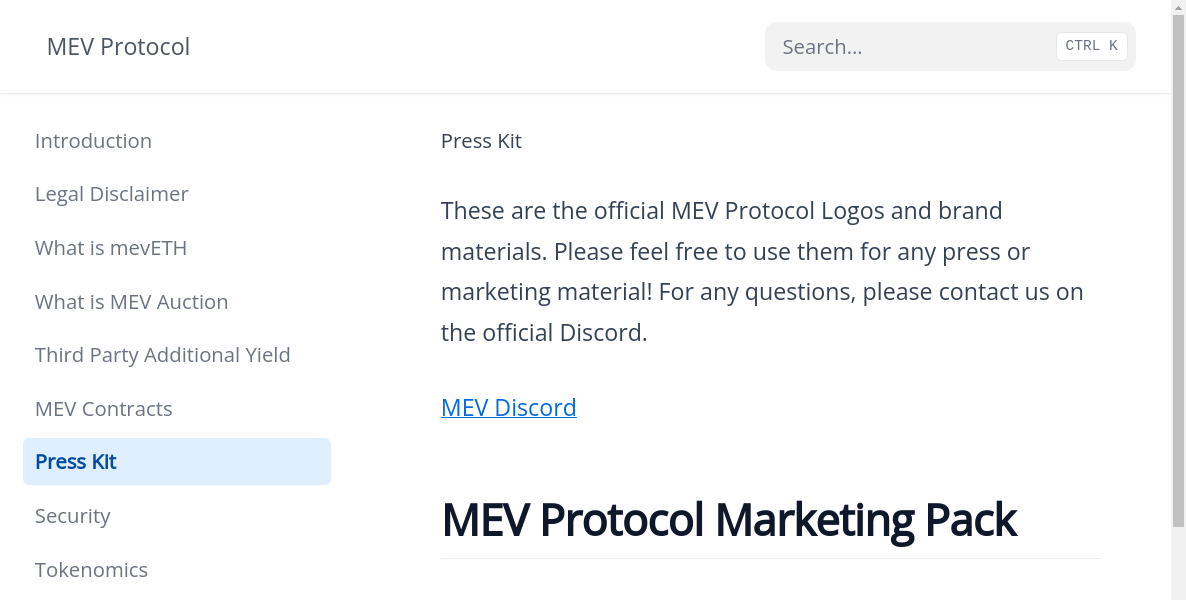 MEV Protocol
Search…
CTRL K
Introduction
Legal Disclaimer
What is mevETH
What is MEV Auction
Third Party Additional Yield
MEV Contracts
Press Kit
Security
Tokenomics
Press Kit
These are the official MEV Protocol Logos and brand
materials. Please feel free to use them for any press or
marketing material! For any questions, please contact us on
the official Discord.
MEV Discord
MEV Protocol Marketing Pack